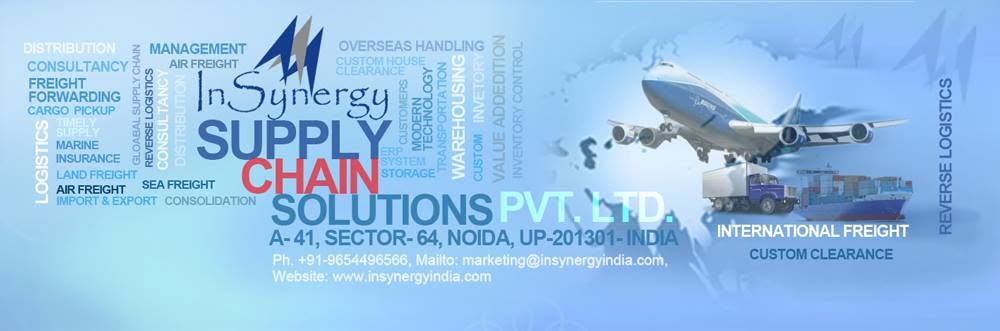 DISTRIBUTION
CONSULTANCY
FREIGHT
FORWARDING
CARGO PICKUP
LOGISTICS
TIMELY
SUPPLY
MARINE
INSURANCE
LAND FREIGHT
AIR FREIGHT
IMPORT & EXPORT
GLOABAL SUPPLY CHAIN
REVERSE LOGISTICS
CONSULTANCY
DISTRIBUTION
SEA FREIGHT
CONSOLIDATION
MANAGEMENT
AIR FREIGHT
InSynergy
SUPPLY
CHAIN
SOLUTIONS PVT. LTD.
A- 41, SECTOR- 64, NOIDA, UP-201301- INDIA
Ph. +91-9654496566, Mailto: marketing@insynergyindia.com,
Website: www.insynergyindia.com
OVERSEAS HANDLING
CUSTOM HOUSE
CLEARANCE
CUSTOMERS
MODERN
TECHNOLOGY
ERP
SYSTEM
STORAGE
TRANSPORTATION
WAREHOUSING
CUSTOM
INVETORY
VALUE ADDEDITION
INVENTORY CONTROL
INTERNATIONAL FREIGHT
CUSTOM CLEARANCE
REVERSE LOGISTICS